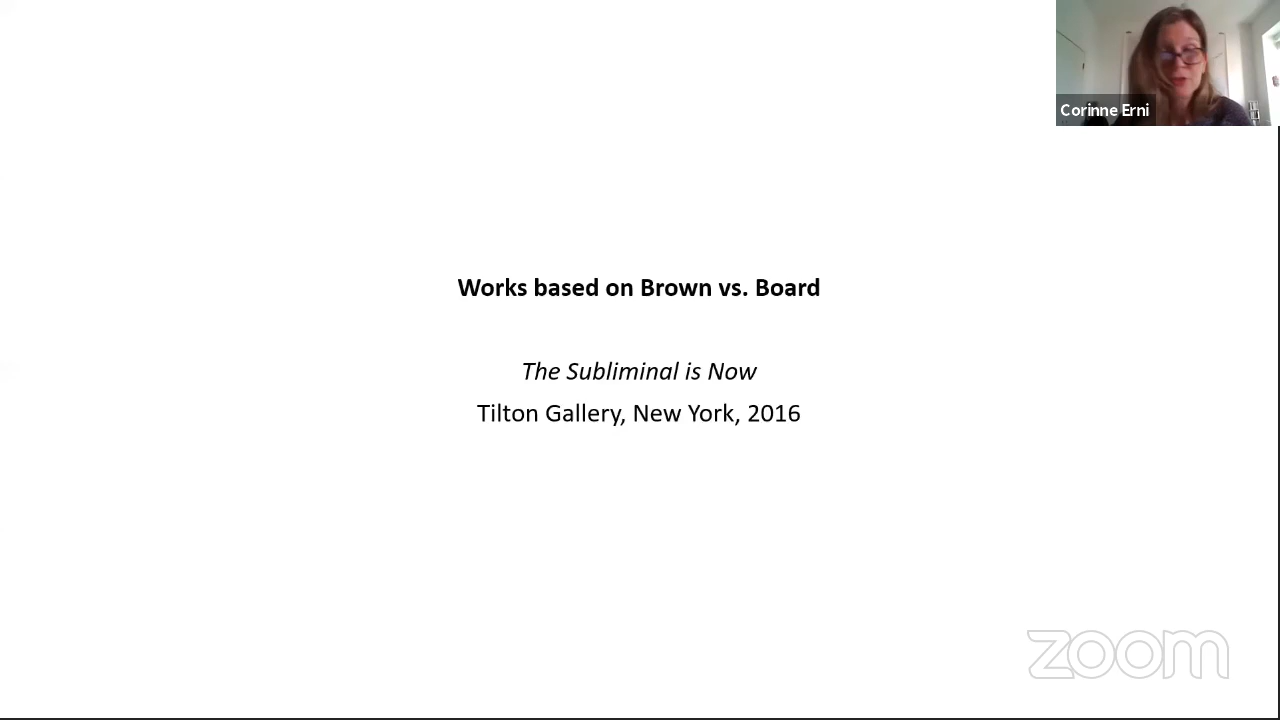 Corinne Erni
Works based on Brown vs. Board
The Subliminal is Now
Tilton Gallery, New York, 2016
zoom